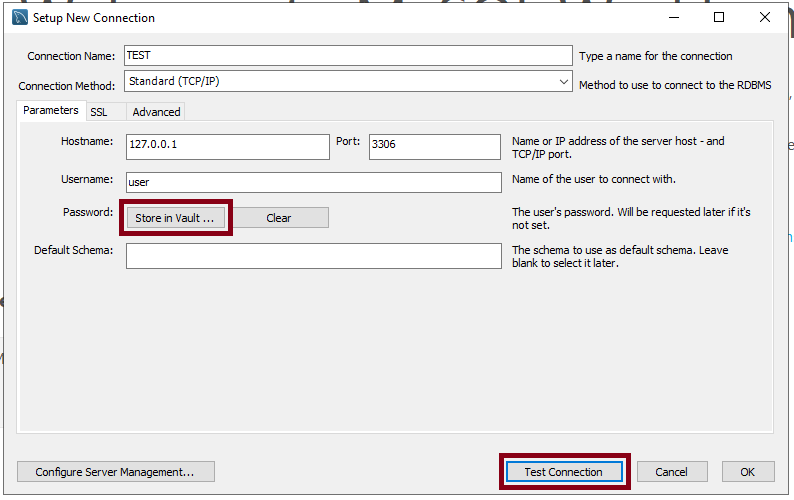 Setup New Connection
Connection Name: TEST Type a name for the connection
Connection Method: Standard (TCP/IP) Method to use to connect to the RDBMS
Parameters SSL Advanced
Hostname: 127.0.0.1 Port: 3306 Name or IP address of the server host - and
TCP/IP port.
Username: user Name of the user to connect with.
Password: Store in Vault ... Clear The user's password. Will be requested later if it's
not set.
Default Schema: The schema to use as default schema. Leave
blank to select it later.
Configure Server Management... Test Connection Cancel OK